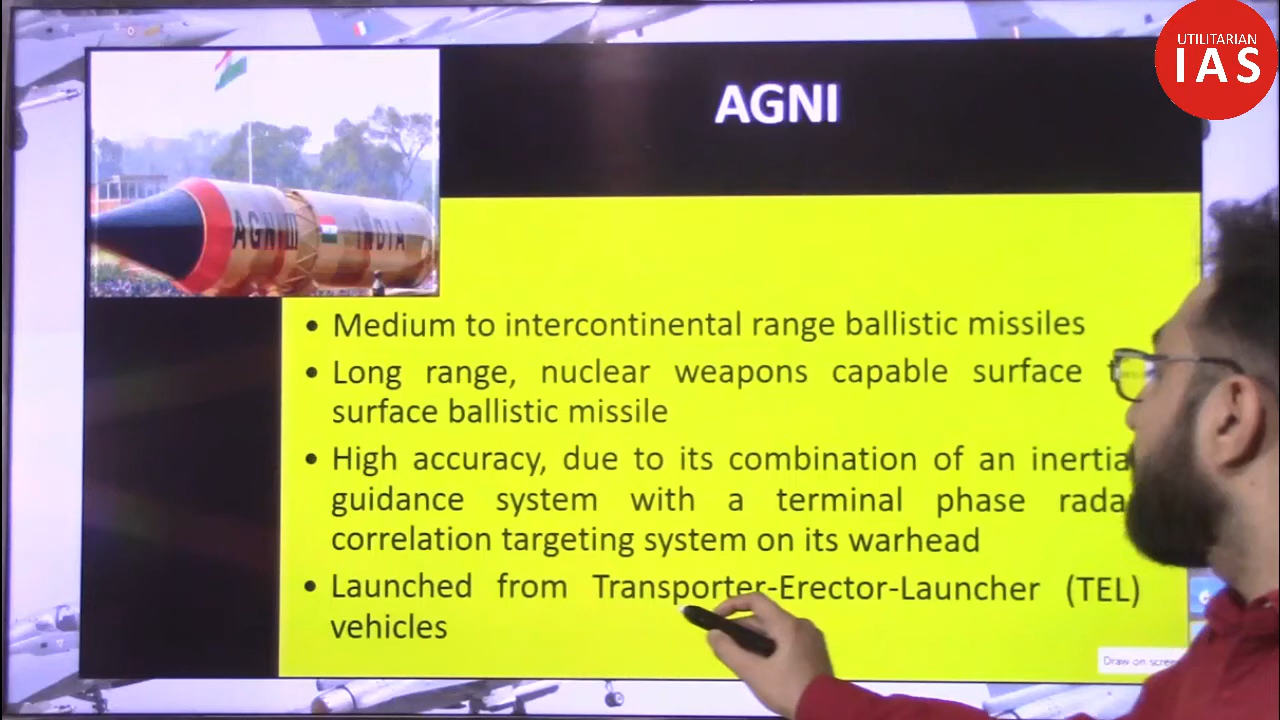 UTILITARIAN
IAS
AGNI
AGNI III INDIA
• Medium to intercontinental range ballistic missiles
• Long range, nuclear weapons capable surface
surface ballistic missile
• High accuracy, due to its combination of an inertia
guidance system with a terminal phase rada
correlation targeting system on its warhead
• Launched from Transporter-Erector-Launcher (TEL)
vehicles
Draw on scree